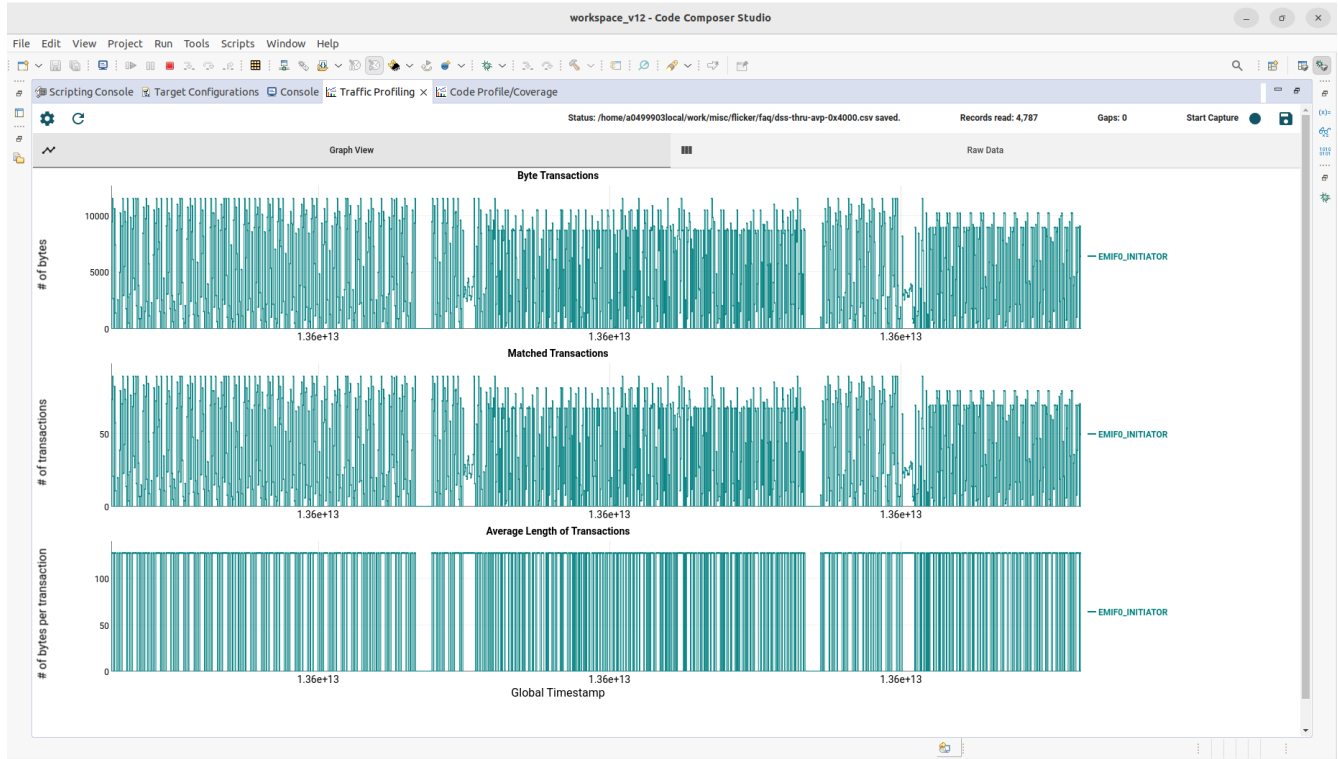 workspace_v12 - Code Composer Studio
File Edit View Project Run Tools Scripts Window Help
Scripting Console Target Configurations Console Traffic Profiling Code Profile/Coverage
Status: /home/a0499903local/work/misc/flicker/faq/dss-thru-avp-0x4000.csv saved. Records read: 4,787 Gaps: 0 Start Capture
Graph View Raw Data
Byte Transactions
# of bytes
10000
5000
0
1.36e+13 1.36e+13 1.36e+13
EMIF0_INITIATOR
Matched Transactions
# of transactions
50
0
1.36e+13 1.36e+13 1.36e+13
EMIF0_INITIATOR
Average Length of Transactions
# of bytes per transaction
100
50
0
1.36e+13 1.36e+13 1.36e+13
EMIF0_INITIATOR
Global Timestamp
(x)=
1010
0101